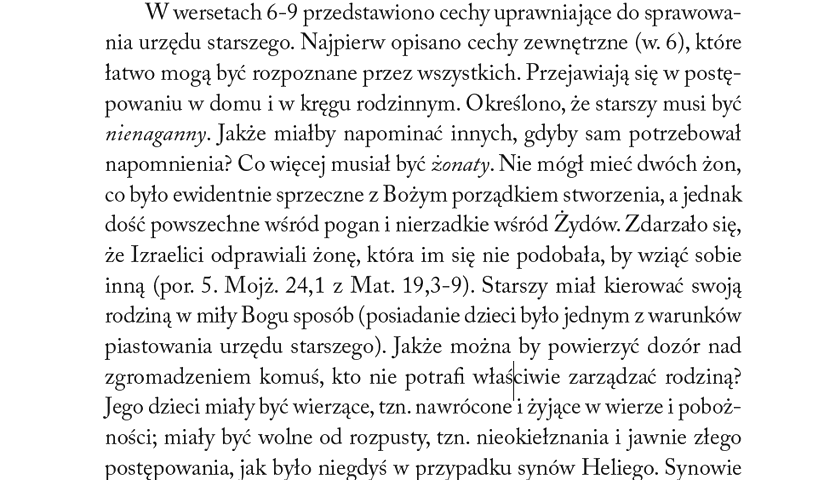 W wersetach 6-9 przedstawiono cechy uprawniające do sprawowa-
nia urzędu starszego. Najpierw opisano cechy zewnętrzne (w. 6), które
łatwo mogą być rozpoznane przez wszystkich. Przejawiają się w postę-
powaniu w domu i w kręgu rodzinnym. Określono, że starszy musi być
nienaganny. Jakże miałby napominać innych, gdyby sam potrzebował
napomnienia? Co więcej musiał być żonaty. Nie mógł mieć dwóch żon,
co było ewidentnie sprzeczne z Bożym porządkiem stworzenia, a jednak
dość powszechne wśród pogan i nierzadkie wśród Żydów. Zdarzało się,
że Izraelici odprawiali żonę, która im się nie podobała, by wziąć sobie
inną (por. 5. Mojż. 24,1 z Mat. 19,3-9). Starszy miał kierować swoją
rodziną w miły Bogu sposób (posiadanie dzieci było jednym z warunków
piastowania urzędu starszego). Jakże można by powierzyć dozór nad
zgromadzeniem komuś, kto nie potrafi właściwie zarządzać rodziną?
Jego dzieci miały być wierzące, tzn. nawrócone i żyjące w wierze i poboż-
ności; miały być wolne od rozpusty, tzn. nieokiełznania i jawnie złego
postępowania, jak było niegdyś w przypadku synów Heliego. Synowie